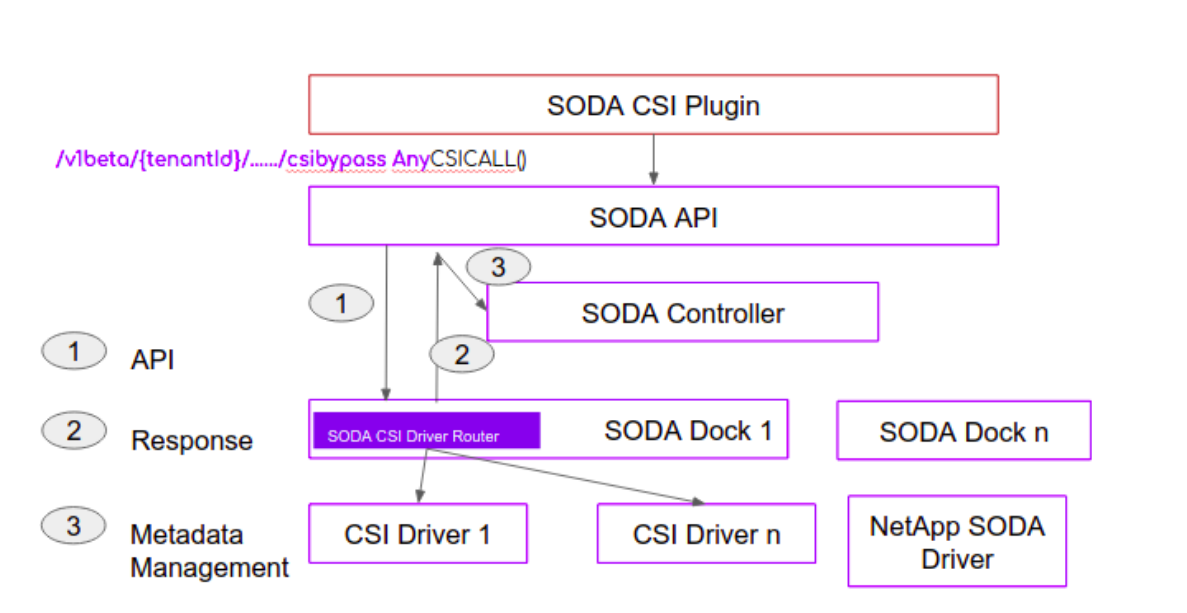 SODA CSI Plugin
/v1beta/{tenantId}/....../csibypass AnyCSICALL()
SODA API
3
1
SODA Controller
2
1
API
SODA CSI Driver Router
SODA Dock 1
SODA Dock n
2
Response
CSI Driver 1
CSI Driver n
NetApp SODA
Driver
3
Metadata
Management